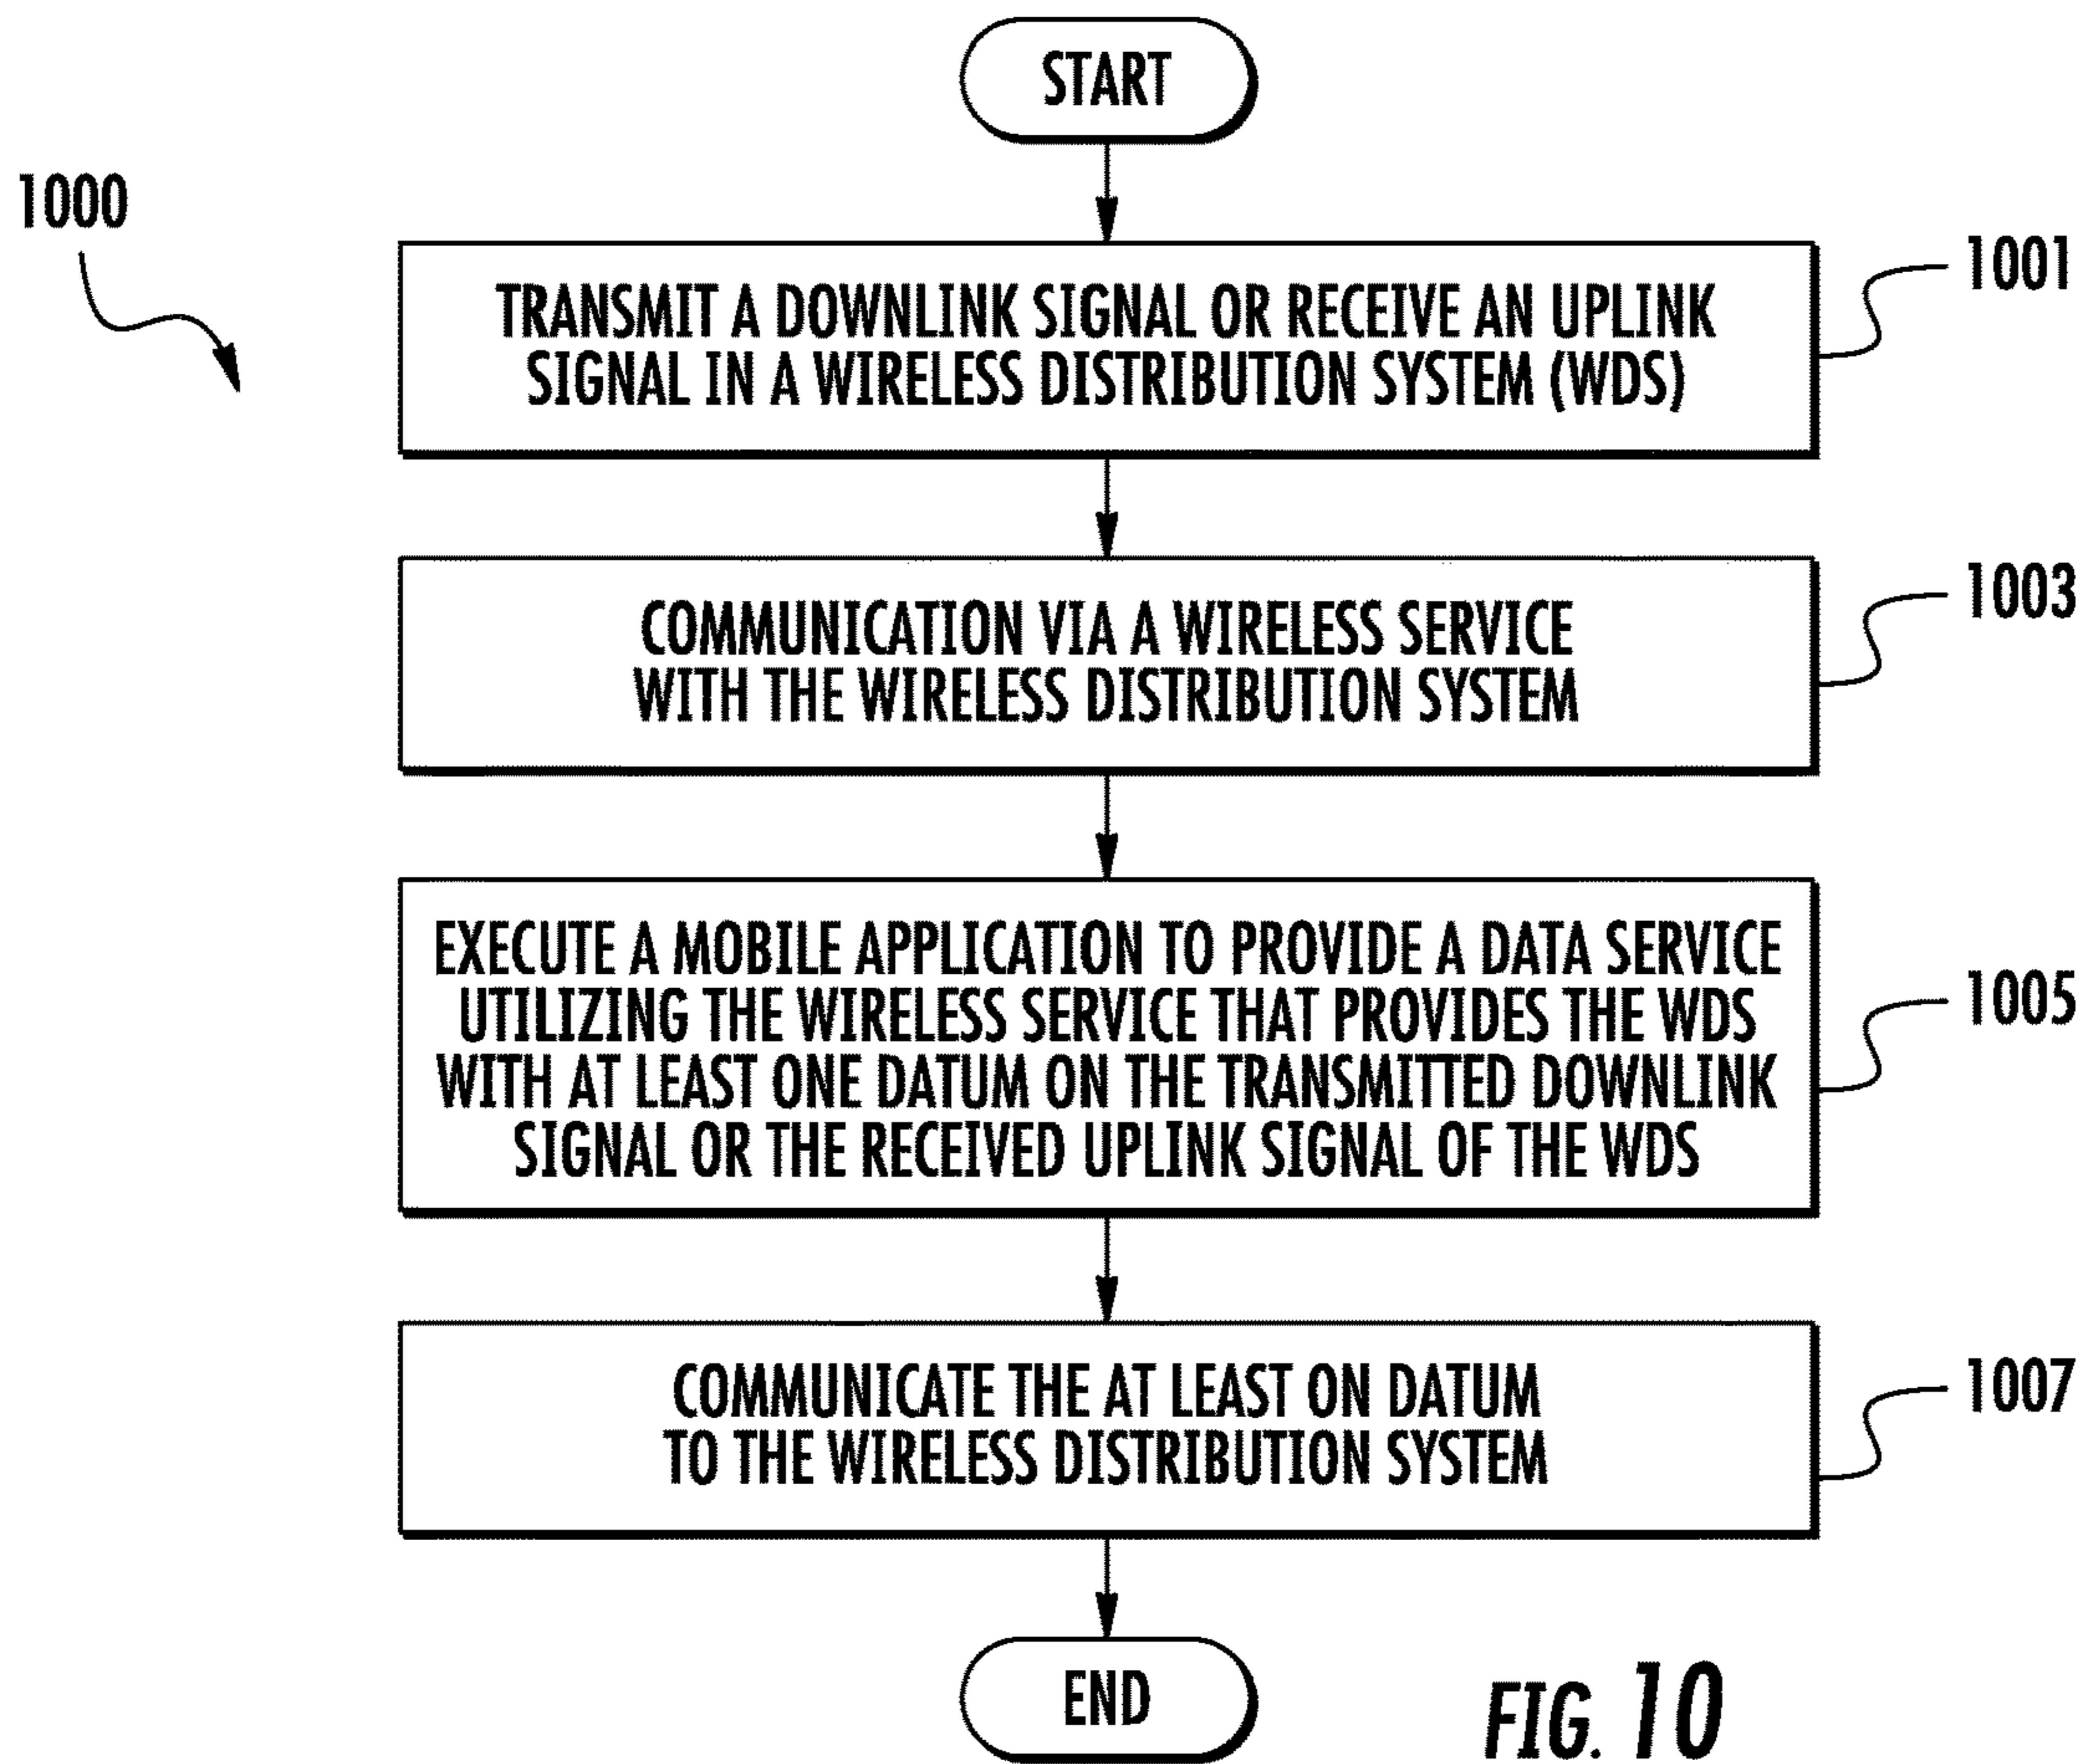 START
1000
1001
TRANSMIT A DOWNLINK SIGNAL OR RECEIVE AN UPLINK
SIGNAL IN A WIRELESS DISTRIBUTION SYSTEM (WDS)
1003
COMMUNICATION VIA A WIRELESS SERVICE
WITH THE WIRELESS DISTRIBUTION SYSTEM
1005
EXECUTE A MOBILE APPLICATION TO PROVIDE A DATA SERVICE
UTILIZING THE WIRELESS SERVICE THAT PROVIDES THE WDS
WITH AT LEAST ONE DATUM ON THE TRANSMITTED DOWNLINK
SIGNAL OR THE RECEIVED UPLINK SIGNAL OF THE WDS
1007
COMMUNICATE THE AT LEAST ON DATUM
TO THE WIRELESS DISTRIBUTION SYSTEM
END
FIG. 10